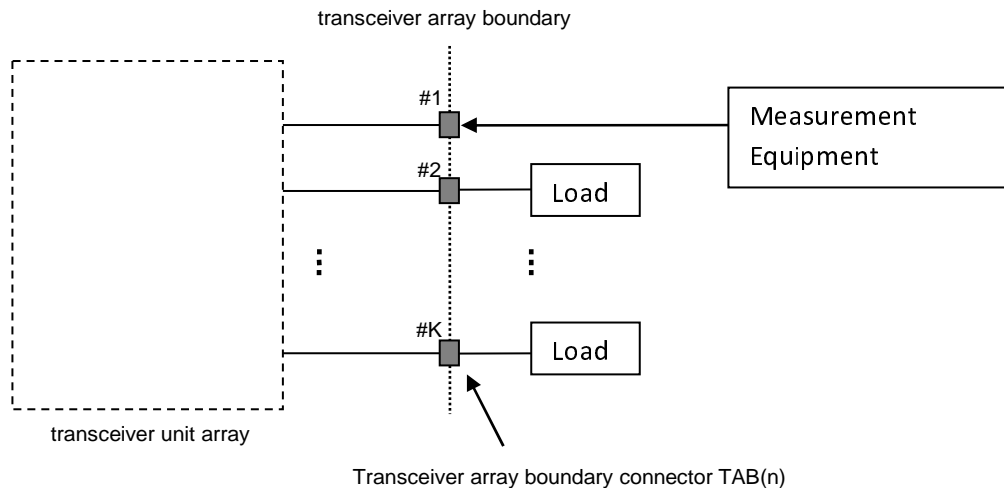 transceiver array boundary
#1
Measurement
Equipment
#2
Load
#K
Load
transceiver unit array
Transceiver array boundary connector TAB(n)